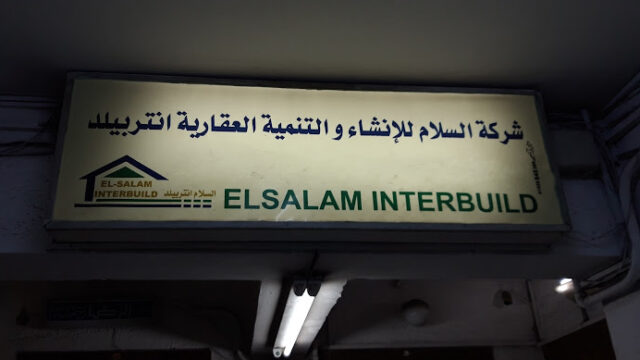 شركة السلام للإنشاء و التنمية العقارية انتربيلد
EL-SALAM
INTERBUILD
السلام انتربيلد
ELSALAM INTERBUILD